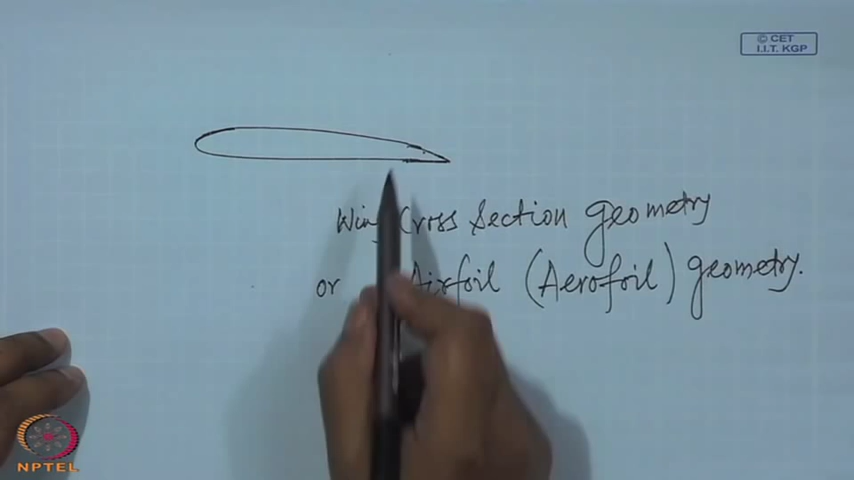 © CET
I.I.T. KGP
Cross Section geometry
or Airfoil (Aerofoil) geometry.
NPTEL